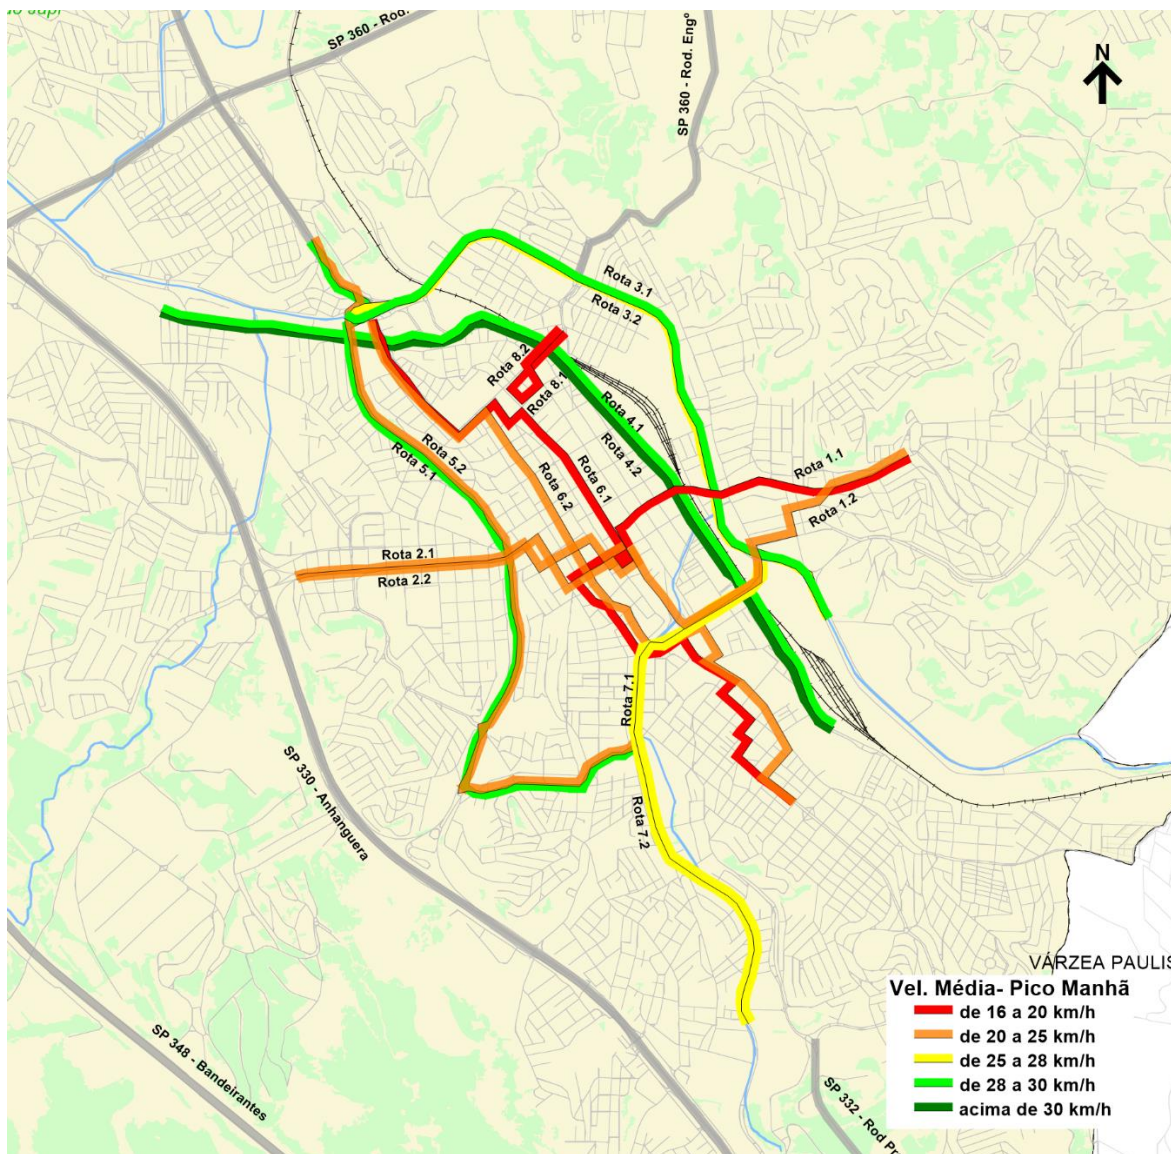 SP 360 - Rod.
SP 360 - Rod. Engº
N
Rota 3.1
Rota 3.2
Rota 8.2
Rota 8.1
Rota 4.1
Rota 4.2
Rota 5.2
Rota 5.1
Rota 6.1
Rota 6.2
Rota 1.1
Rota 1.2
Rota 2.1
Rota 2.2
Rota 7.1
Rota 7.2
SP 330 - Anhanguera
SP 348 - Bandeirantes
VÁRZEA PAULIS
Vel. Média- Pico Manhã
de 16 a 20 km/h
de 20 a 25 km/h
de 25 a 28 km/h
de 28 a 30 km/h
acima de 30 km/h
SP 332 - Rod Pr